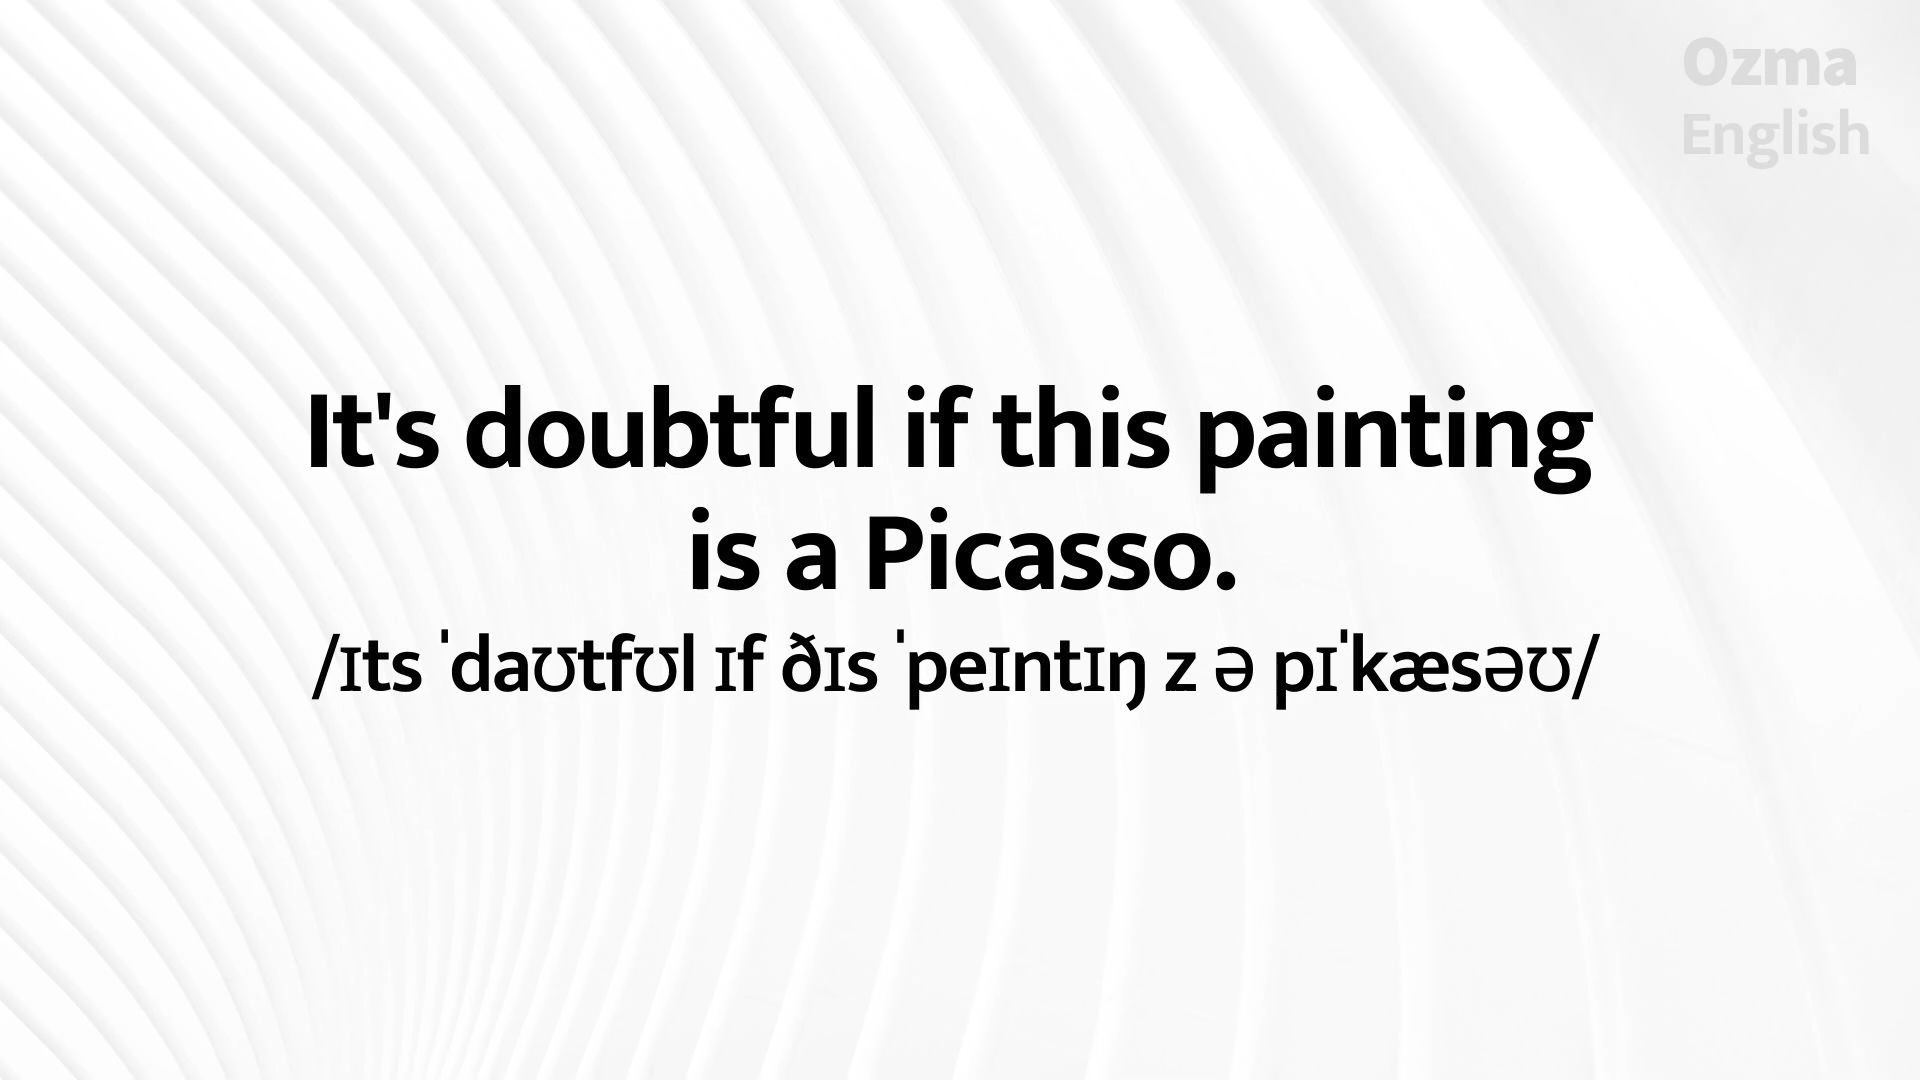 Ozma
English
It's doubtful if this painting
is a Picasso.
/ɪts ˈdaʊtfʊl ɪf ðɪs ˈpeɪntɪŋ z ə pɪˈkæsəʊ/